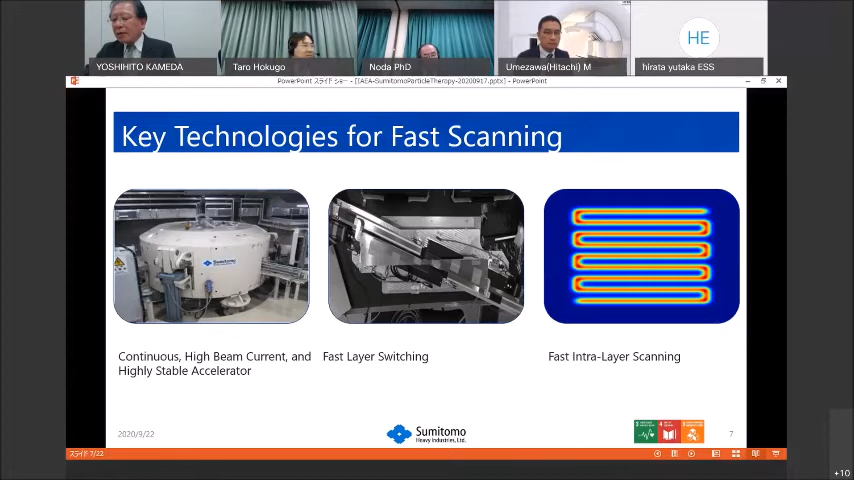 YOSHIHITO KAMEDA
Taro Hokugo
Noda PhD
Umezawa(Hitachi) M
HE
hirata yutaka ESS
PowerPoint スライド ショー - [IAEA-SumitomoParticleTherapy-20200917.pptx] - PowerPoint
Key Technologies for Fast Scanning
Sumitomo
Continuous, High Beam Current, and
Highly Stable Accelerator
Fast Layer Switching
Fast Intra-Layer Scanning
2020/9/22
Sumitomo
Heavy Industries, Ltd.
7
スライド 7/22
+10